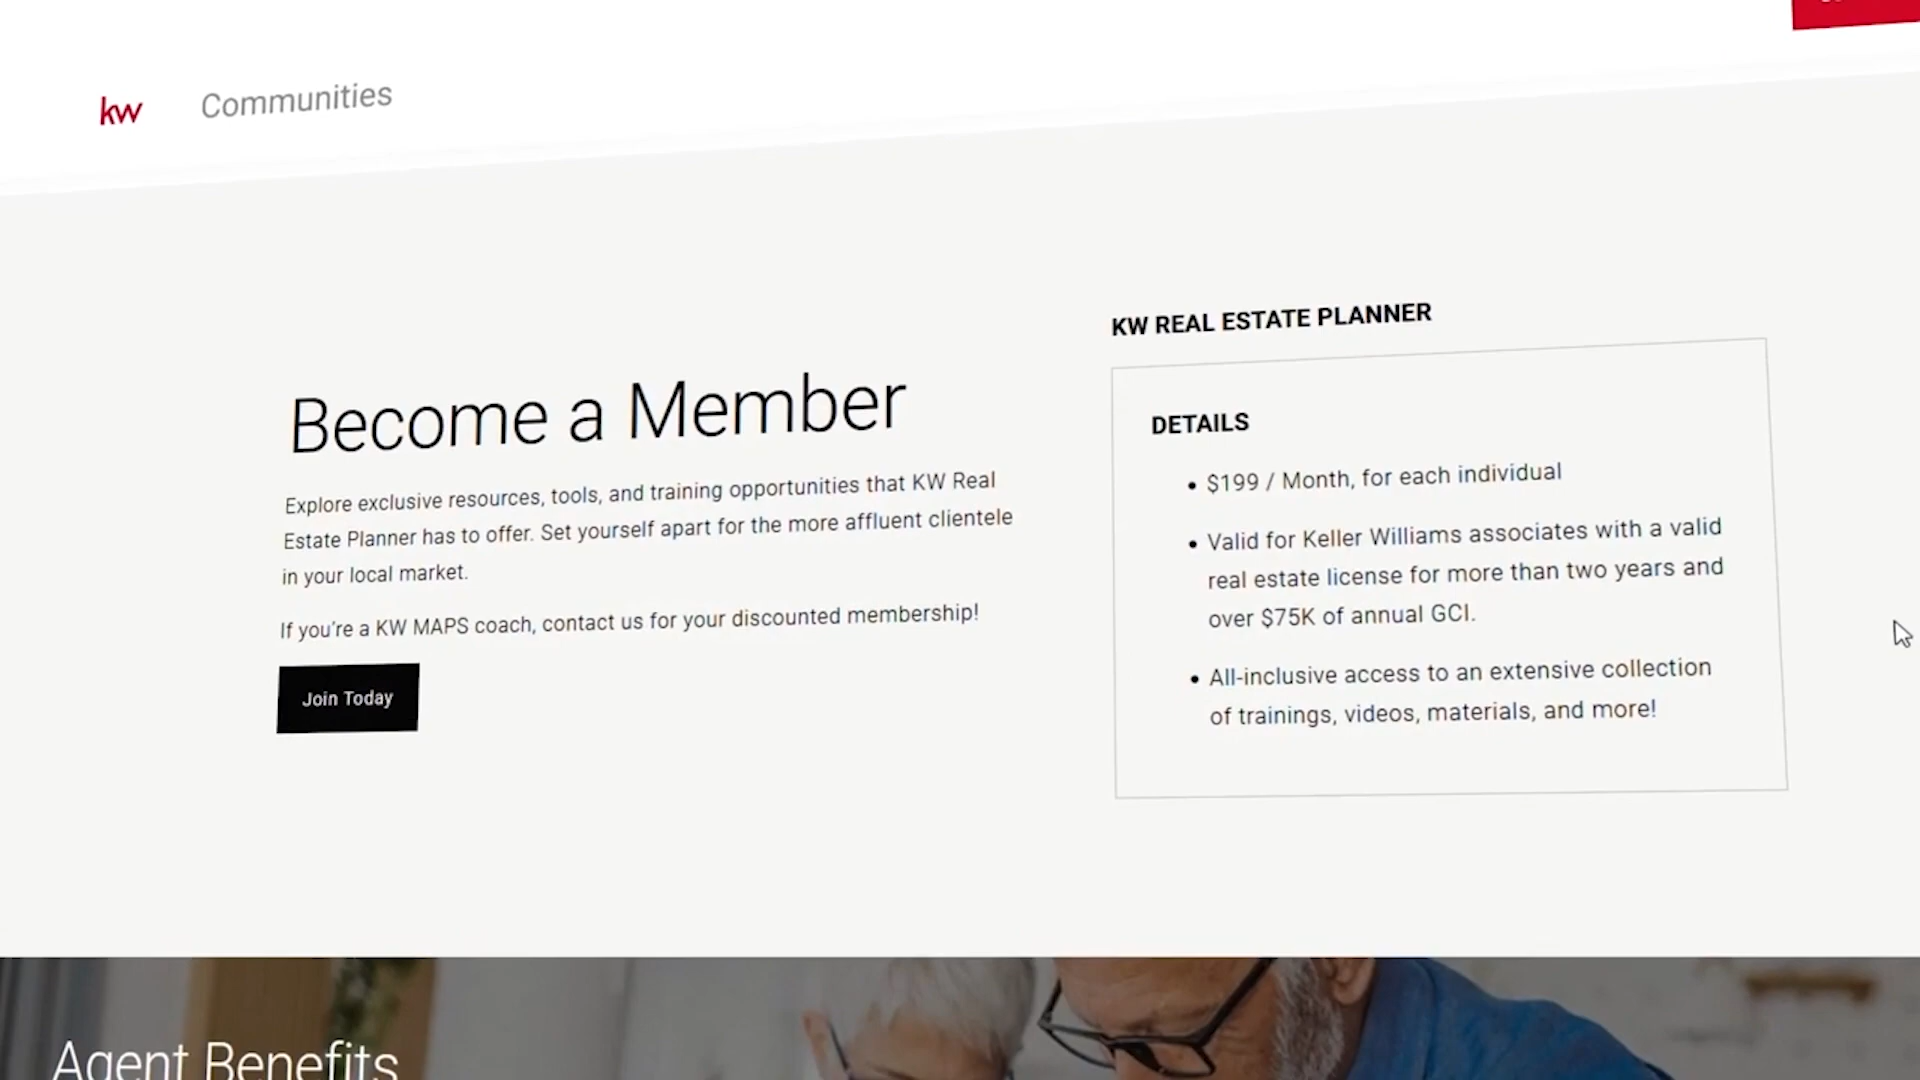 kw
Communities
Become a Member
Explore exclusive resources, tools, and training opportunities that KW Real
Estate Planner has to offer. Set yourself apart for the more affluent clientele
in your local market.
If you're a KW MAPS coach, contact us for your discounted membership!
Join Today
KW REAL ESTATE PLANNER
DETAILS
• $199 / Month, for each individual
• Valid for Keller Williams associates with a valid
real estate license for more than two years and
over $75K of annual GCI.
• All-inclusive access to an extensive collection
of trainings, videos, materials, and more!
Agent Benefits